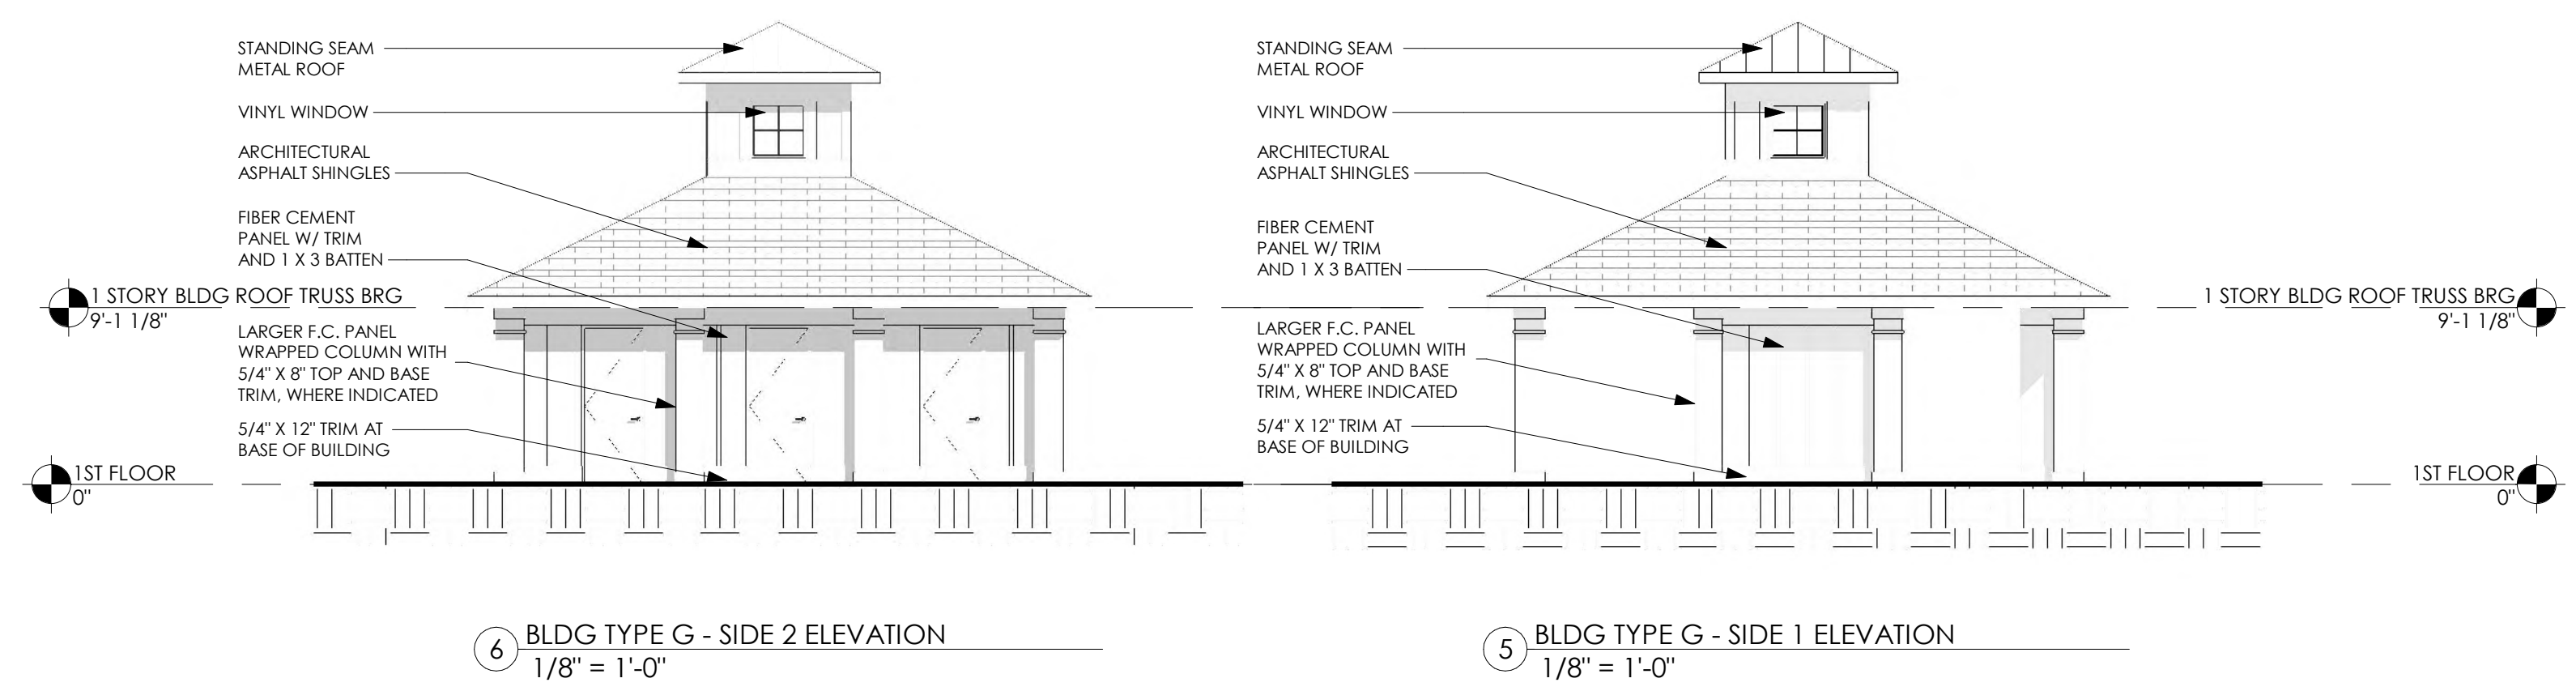 STANDING SEAM
METAL ROOF
VINYL WINDOW
ARCHITECTURAL
ASPHALT SHINGLES
FIBER CEMENT
PANEL W/ TRIM
AND 1 X 3 BATTEN
1 STORY BLDG ROOF TRUSS BRG
9'-1 1/8"
LARGER F.C. PANEL
WRAPPED COLUMN WITH
5/4" X 8" TOP AND BASE
TRIM, WHERE INDICATED
5/4" X 12" TRIM AT
BASE OF BUILDING
1ST FLOOR
0"
6
BLDG TYPE G - SIDE 2 ELEVATION
1/8" = 1'-0"
STANDING SEAM
METAL ROOF
VINYL WINDOW
ARCHITECTURAL
ASPHALT SHINGLES
FIBER CEMENT
PANEL W/ TRIM
AND 1 X 3 BATTEN
LARGER F.C. PANEL
WRAPPED COLUMN WITH
5/4" X 8" TOP AND BASE
TRIM, WHERE INDICATED
5/4" X 12" TRIM AT
BASE OF BUILDING
1 STORY BLDG ROOF TRUSS BRG
9'-1 1/8"
1ST FLOOR
0"
5
BLDG TYPE G - SIDE 1 ELEVATION
1/8" = 1'-0"